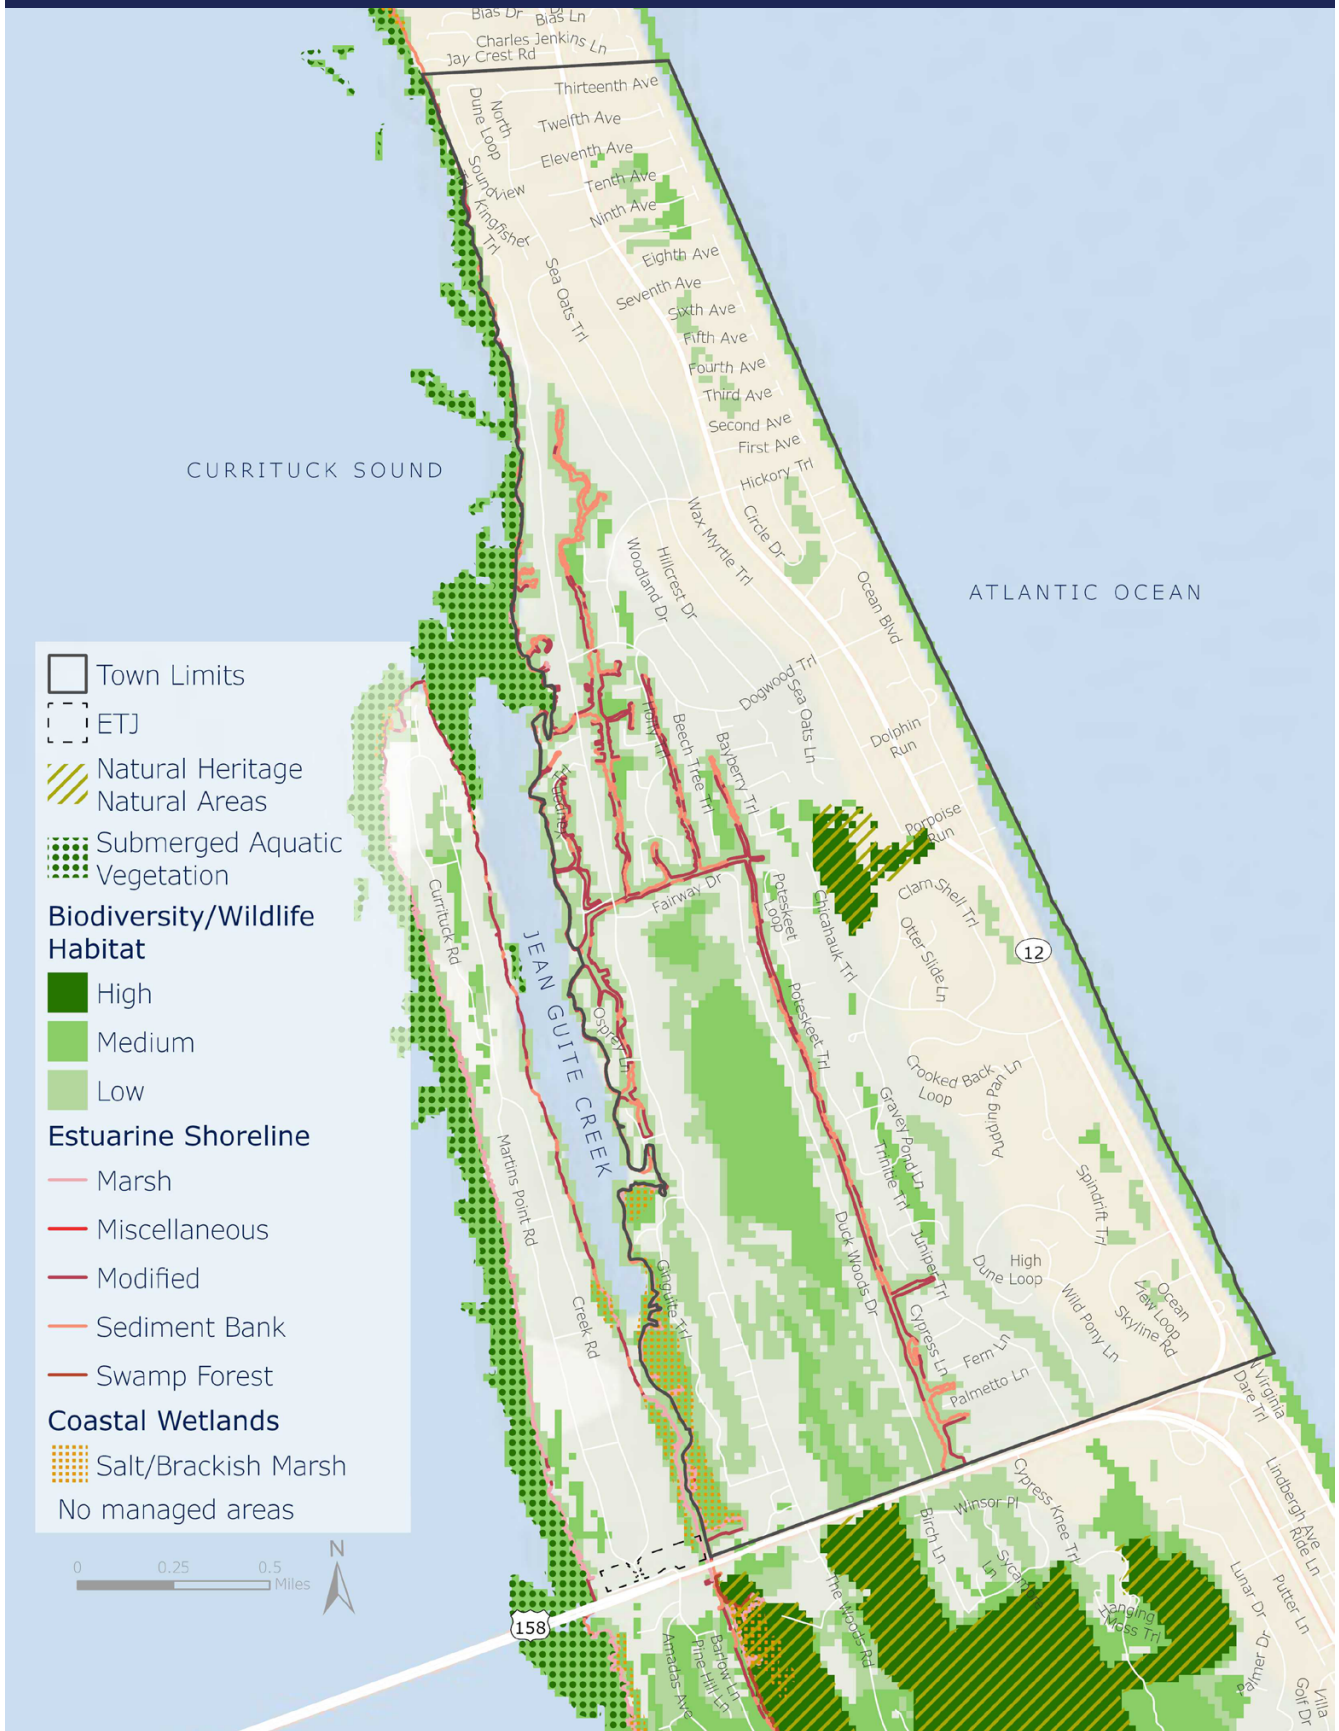 Bias Dr
Bias Ln
Charles Jenkins Ln
Jay Crest Rd
Thirteenth Ave
North
Dune Loop
Twelfth Ave
Eleventh Ave
Soundview
Trl
Tenth Ave
Kingfisher
Trl
Ninth Ave
Eighth Ave
Sea Oats Trl
Seventh Ave
Sixth Ave
Fifth Ave
Fourth Ave
Third Ave
Second Ave
First Ave
CURRITUCK SOUND
Hickory Trl
Wax Myrtle Trl
Circle Dr
Woodland Dr
Hillcrest Dr
Ocean Blvd
ATLANTIC OCEAN
Dogwood Trl
Sea Oats Ln
Holly Trl
Beech Tree Trl
Bayberry Trl
Dolphin
Run
Porpoise
Run
Currituck Rd
Fairway Dr
Poteskeet
Loop
Chicahauk Trl
Clam Shell Trl
Otter Slide Ln
12
JEAN GUITE CREEK
Osprey Ln
Poteskeet Trl
Crooked Back
Loop
Pudding Pan Ln
Gravey Pond Ln
Trinitie Trl
Martins Point Rd
Spindrift Trl
Duck Woods Dr
Juniper Trl
High
Dune Loop
Ginguite Trl
Creek Rd
Cypress Ln
Fern Ln
Wild Pony Ln
Ocean
View Loop
Skyline Rd
Palmetto Ln
N Virginia
Dare Trl
Town Limits
ETJ
Natural Heritage
Natural Areas
Submerged Aquatic
Vegetation
Biodiversity/Wildlife
Habitat
High
Medium
Low
Estuarine Shoreline
Marsh
Miscellaneous
Modified
Sediment Bank
Swamp Forest
Coastal Wetlands
Salt/Brackish Marsh
No managed areas
0
0.25
0.5
Miles
N
158
Winsor Pl
Cypress Knee Trl
Birch Ln
Ln
Lindbergh Ave
Ride Ln
The Woods Rd
Hanging
Moss Trl
Lunar Dr
Putter Ln
Amadas Ave
Pine Hill Ln
Barlow Ln
Palmer Dr
Villa
Golf Dr